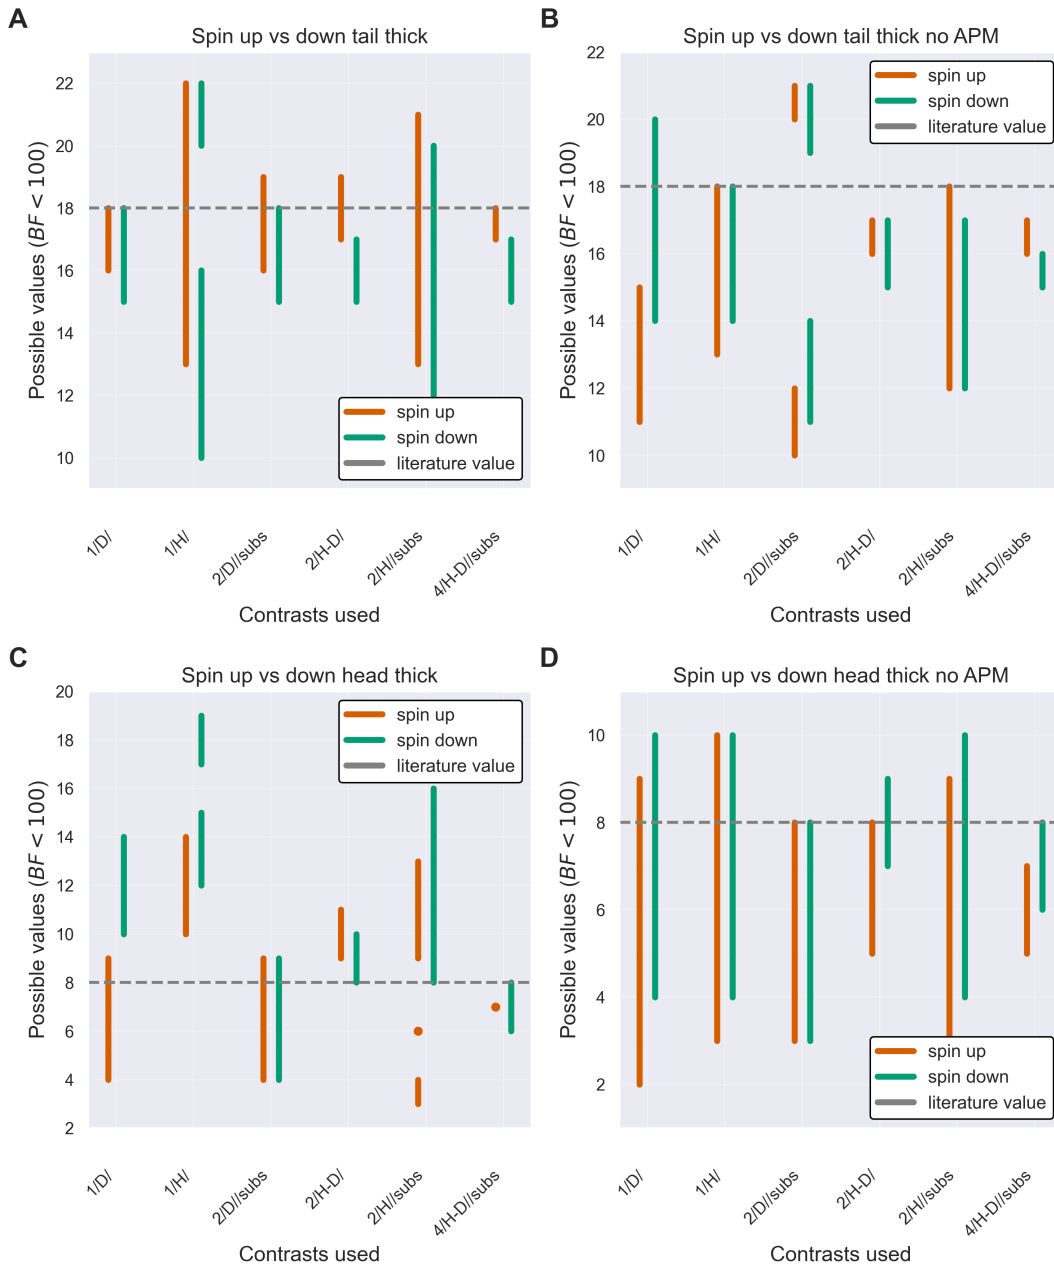 A
Spin up vs down tail thick
Possible values (BF < 100)
22
20
18
16
14
12
10
spin up
spin down
literature value
1/D/
1/H/
2/D//subs
2/H-D/
2/H//subs
4/H-D//subs
Contrasts used
B
Spin up vs down tail thick no APM
Possible values (BF < 100)
22
20
18
16
14
12
10
spin up
spin down
literature value
1/D/
1/H/
2/D//subs
2/H-D/
2/H//subs
4/H-D//subs
Contrasts used
C
Spin up vs down head thick
Possible values (BF < 100)
20
18
16
14
12
10
8
6
4
2
spin up
spin down
literature value
1/D/
1/H/
2/D//subs
2/H-D/
2/H//subs
4/H-D//subs
Contrasts used
D
Spin up vs down head thick no APM
Possible values (BF < 100)
10
8
6
4
2
spin up
spin down
literature value
1/D/
1/H/
2/D//subs
2/H-D/
2/H//subs
4/H-D//subs
Contrasts used